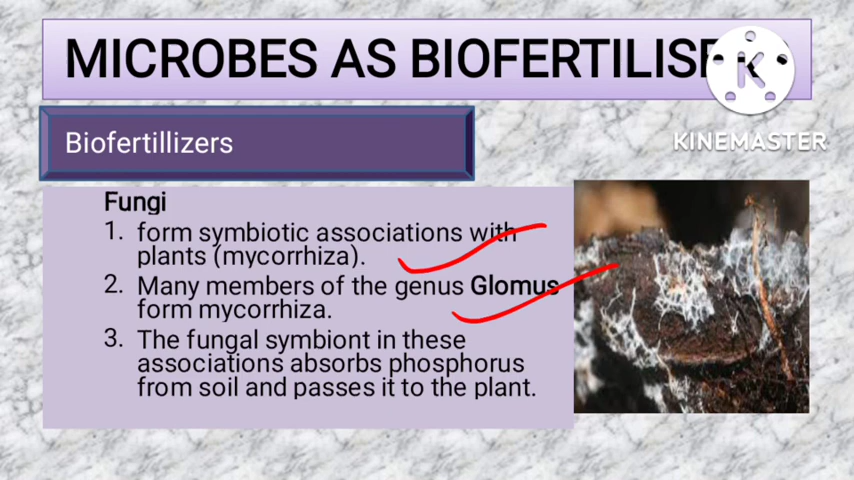 MICROBES AS BIOFERTILISE
K
KINEMASTER
Biofertillizers
Fungi
1. form symbiotic associations with
plants (mycorrhiza).
2. Many members of the genus Glomus
form mycorrhiza.
3. The fungal symbiont in these
associations absorbs phosphorus
from soil and passes it to the plant.